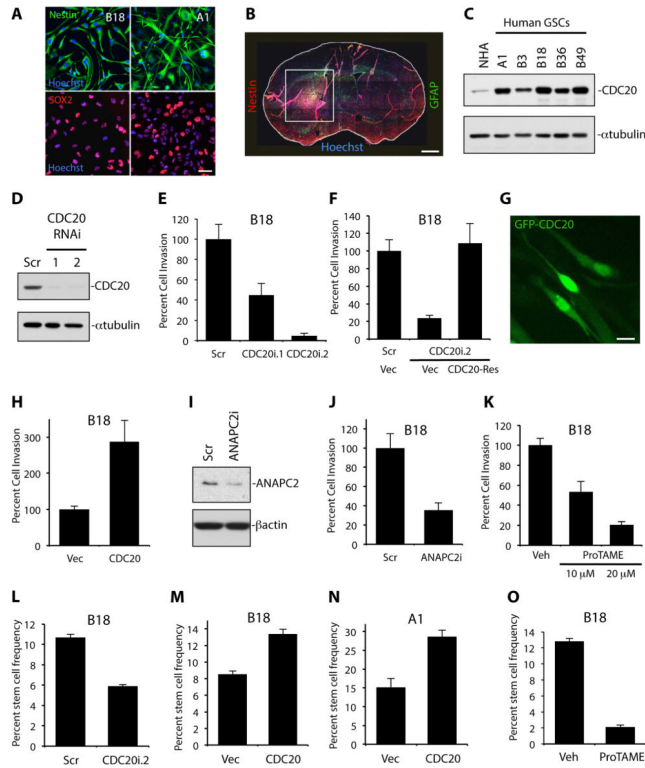 A
Nestin
B18
A1
Hoechst
SOX2
Hoechst
B
Nestin
GFAP
Hoechst
C
Human GSCs
NHA
A1
B3
B18
B36
B49
-CDC20
-αtubulin
D
CDC20
RNAi
Scr 1 2
-CDC20
-αtubulin
E
B18
Percent Cell Invasion
120
100
80
60
40
20
0
Scr CDC20i.1 CDC20i.2
F
B18
Percent Cell Invasion
140
120
100
80
60
40
20
0
Scr CDC20i.2
Vec Vec CDC20-Res
G
GFP-CDC20
H
B18
Percent Cell Invasion
400
300
200
100
0
Vec CDC20
I
Scr
ANAPC2i
-ANAPC2
-βactin
J
B18
Percent Cell Invasion
120
100
80
60
40
20
0
Scr ANAPC2i
K
B18
Percent Cell Invasion
120
100
80
60
40
20
0
Veh ProTAME
10 μM 20 μM
L
B18
Percent stem cell frequency
12
10
8
6
4
2
0
Scr CDC20i.2
M
B18
Percent stem cell frequency
16
14
12
10
8
6
4
2
0
Vec CDC20
N
A1
Percent stem cell frequency
35
30
25
20
15
10
5
0
Vec CDC20
O
B18
Percent stem cell frequency
14
12
10
8
6
4
2
0
Veh ProTAME